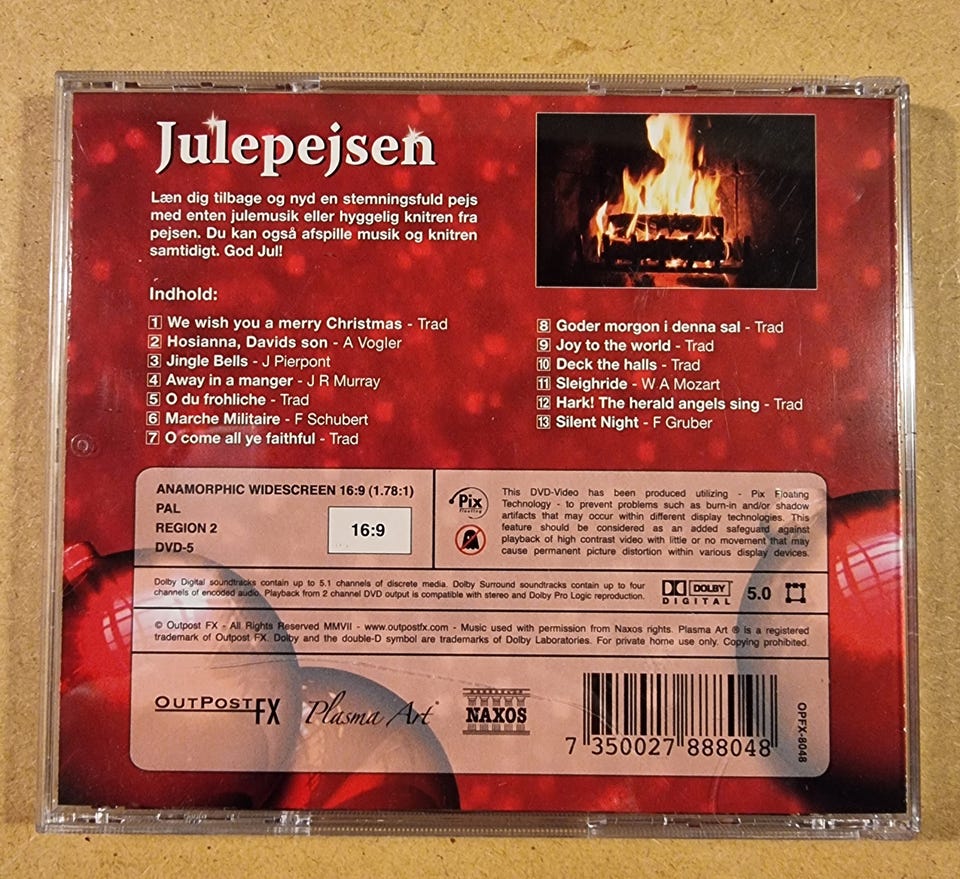 Julepejsen
Læn dig tilbage og nyd en stemningsfuld pejs
med enten julemusik eller hyggelig knitren fra
pejsen. Du kan også afspille musik og knitren
samtidigt. God Jul!
Indhold:
1 We wish you a merry Christmas - Trad
2 Hosianna, Davids son - A Vogler
3 Jingle Bells - J Pierpont
4 Away in a manger - J R Murray
5 O du frohliche - Trad
6 Marche Militaire - F Schubert
7 O come all ye faithful - Trad
8 Goder morgon i denna sal - Trad
9 Joy to the world - Trad
10 Deck the halls - Trad
11 Sleighride - W A Mozart
12 Hark! The herald angels sing - Trad
13 Silent Night - F Gruber
ANAMORPHIC WIDESCREEN 16:9 (1.78:1)
PAL
REGION 2
DVD-5
16:9
Pix
floating
This DVD-Video has been produced utilizing - Pix Floating
Technology - to prevent problems such as burn-in and/or shadow
artifacts that may occur within different display technologies. This
feature should be considered as an added safeguard against
playback of high contrast video with little or no movement that may
cause permanent picture distortion within various display devices.
Dolby Digital soundtracks contain up to 5.1 channels of discrete media. Dolby Surround soundtracks contain up to four
channels of encoded audio. Playback from 2 channel DVD output is compatible with stereo and Dolby Pro Logic reproduction.
DOLBY
DIGITAL
5.0
© Outpost FX - All Rights Reserved MMVII - www.outpostfx.com - Music used with permission from Naxos rights. Plasma Art ® is a registered
trademark of Outpost FX. Dolby and the double-D symbol are trademarks of Dolby Laboratories. For private home use only. Copying prohibited.
OUTPOST FX
Plasma Art®
NAXOS
7 350027 888048
OPFX-8048